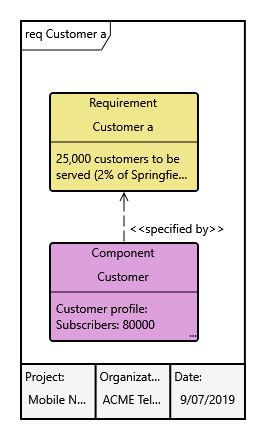 req Customer a
Requirement
Customer a
25,000 customers to be
served (2% of Springfie...
<<specified by>>
Component
Customer
Customer profile:
Subscribers: 80000
...
Project:
Mobile N...
Organizat...
ACME Tel...
Date:
9/07/2019